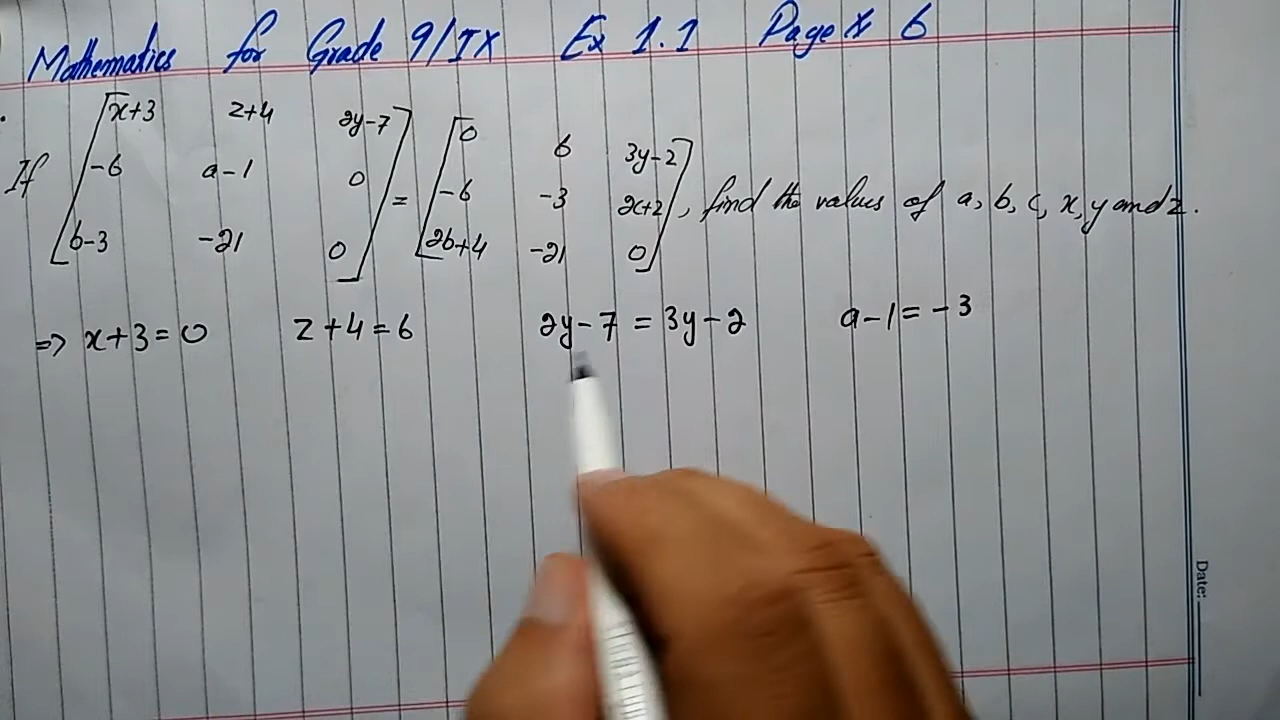 Mathematics for Grade 9/IX Ex 1.1 Page # 6
If [x+3 z+4 2y-7] = [0 6 3y-2]
[-6 a-1 0] [-6 -3 2c+2], find the values of a, b, c, x, y and z.
[b-3 -21 0] [2b+4 -21 0]
=> x+3=0 z+4=6 2y-7=3y-2 a-1=-3
Date: